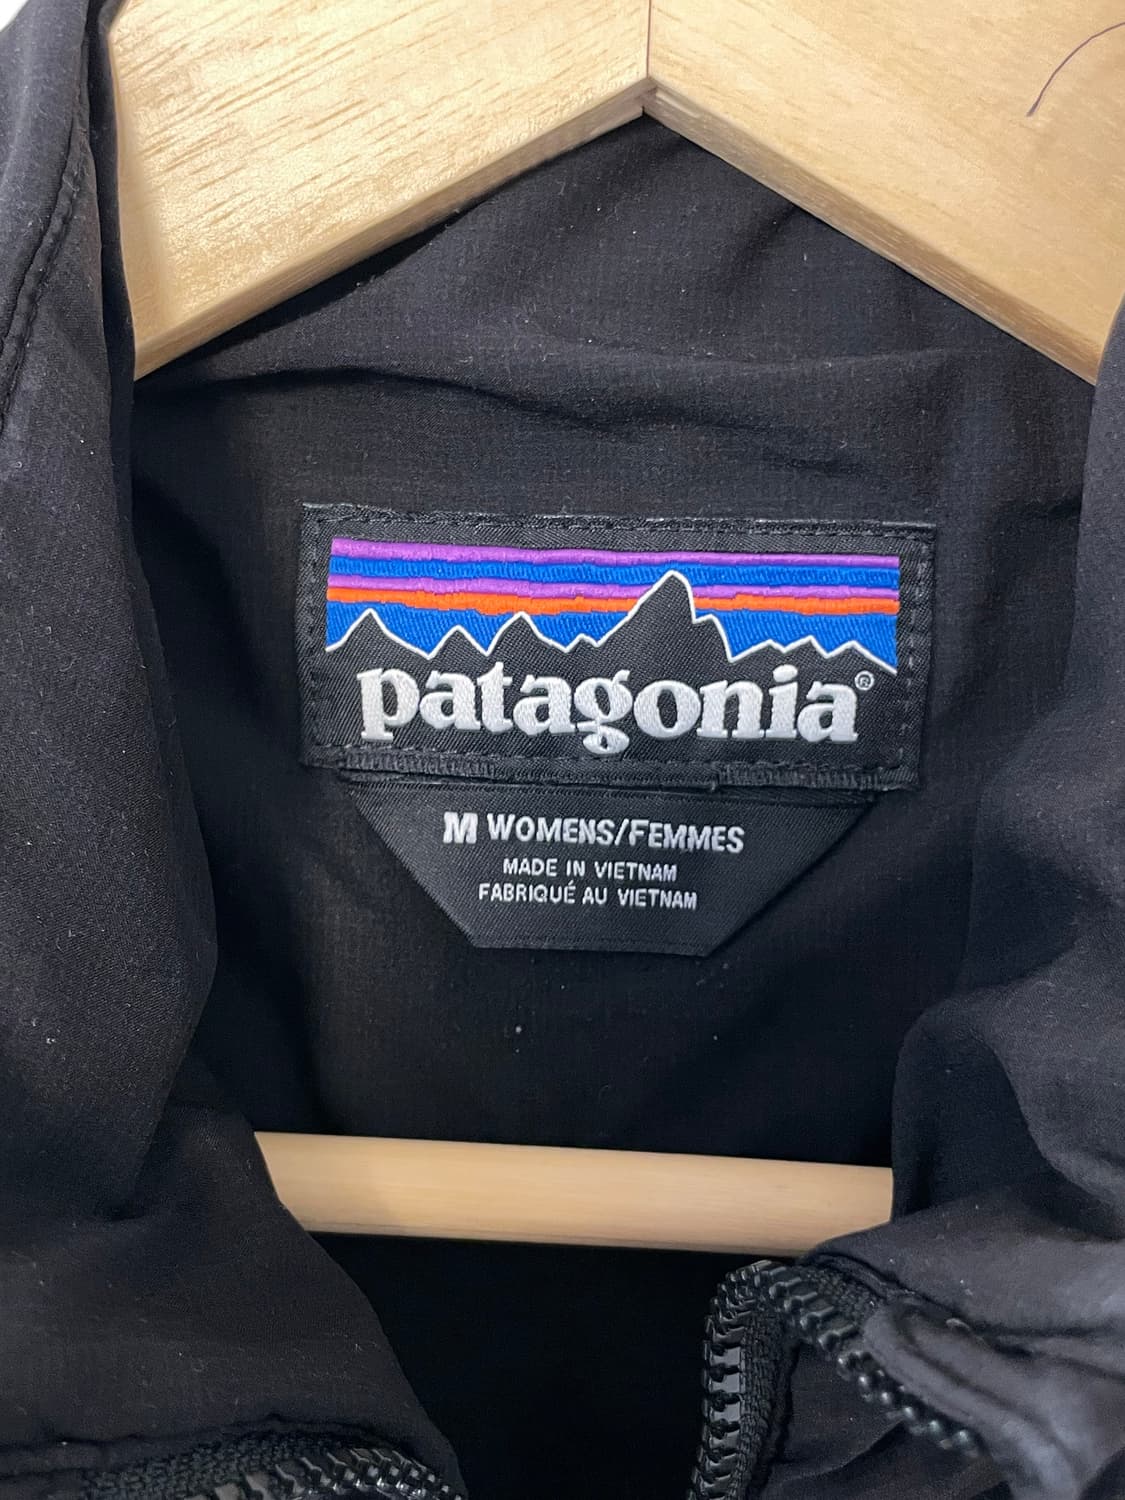 patagonia®
M WOMENS/FEMMES
MADE IN VIETNAM
FABRIQUÉ AU VIETNAM